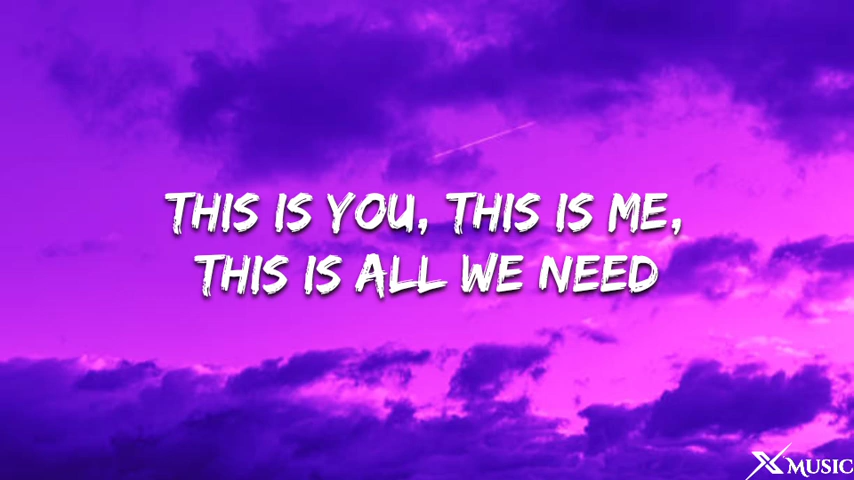 THIS IS YOU, THIS IS ME,
THIS IS ALL WE NEED
X MUSIC